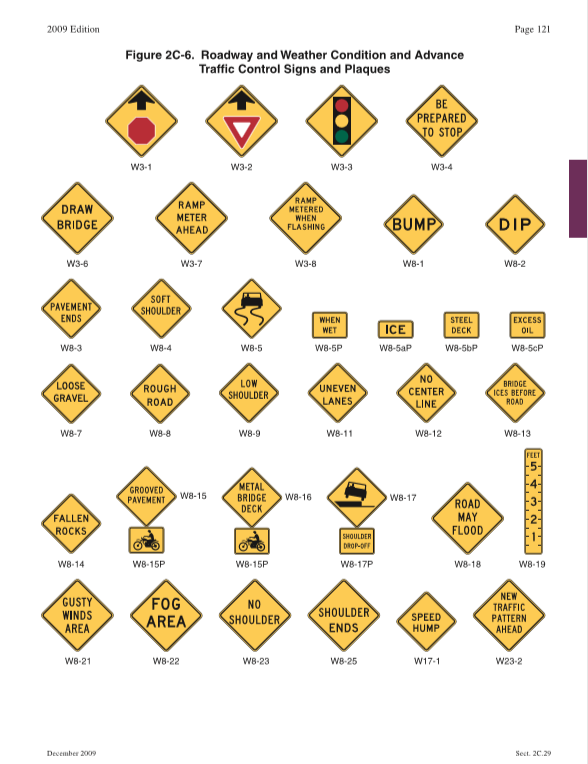 2009 Edition
Page 121
Figure 2C-6. Roadway and Weather Condition and Advance
Traffic Control Signs and Plaques
BE
PREPARED
TO STOP
W3-1
W3-2
W3-3
W3-4
DRAW
BRIDGE
RAMP
METER
AHEAD
RAMP
METERED
WHEN
FLASHING
BUMP
DIP
W3-6
W3-7
W3-8
W8-1
W8-2
PAVEMENT
ENDS
SOFT
SHOULDER
WHEN
WET
ICE
STEEL
DECK
EXCESS
OIL
W8-3
W8-4
W8-5
W8-5P
W8-5aP
W8-5bP
W8-5cP
LOOSE
GRAVEL
ROUGH
ROAD
LOW
SHOULDER
UNEVEN
LANES
NO
CENTER
LINE
BRIDGE
ICES BEFORE
ROAD
W8-7
W8-8
W8-9
W8-11
W8-12
W8-13
FALLEN
ROCKS
GROOVED
PAVEMENT
W8-15
METAL
BRIDGE
DECK
W8-16
W8-17
SHOULDER
DROP-OFF
ROAD
MAY
FLOOD
FEET
5
4
3
2
1
W8-14
W8-15P
W8-15P
W8-17P
W8-18
W8-19
GUSTY
WINDS
AREA
FOG
AREA
NO
SHOULDER
SHOULDER
ENDS
SPEED
HUMP
NEW
TRAFFIC
PATTERN
AHEAD
W8-21
W8-22
W8-23
W8-25
W17-1
W23-2
December 2009
Sect. 2C.29